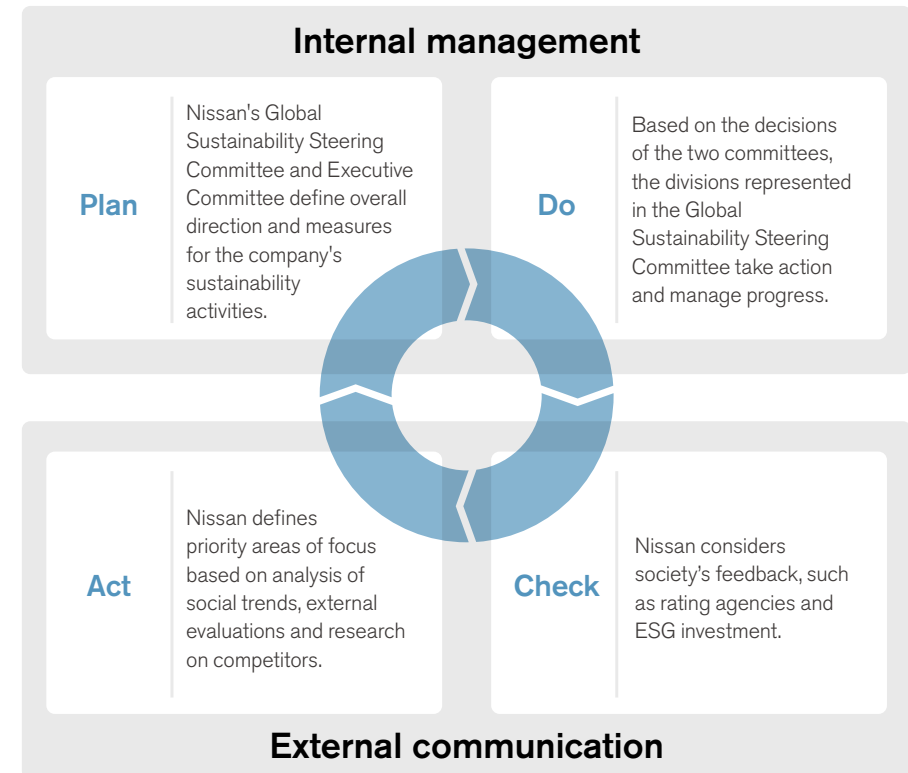 Internal management
Plan
Nissan's Global
Sustainability Steering
Committee and Executive
Committee define overall
direction and measures
for the company's
sustainability
activities.
Do
Based on the decisions
of the two committees,
the divisions represented
in the Global
Sustainability Steering
Committee take action
and manage progress.
Act
Nissan defines
priority areas of focus
based on analysis of
social trends, external
evaluations and research
on competitors.
Check
Nissan considers
society’s feedback, such
as rating agencies and
ESG investment.
External communication